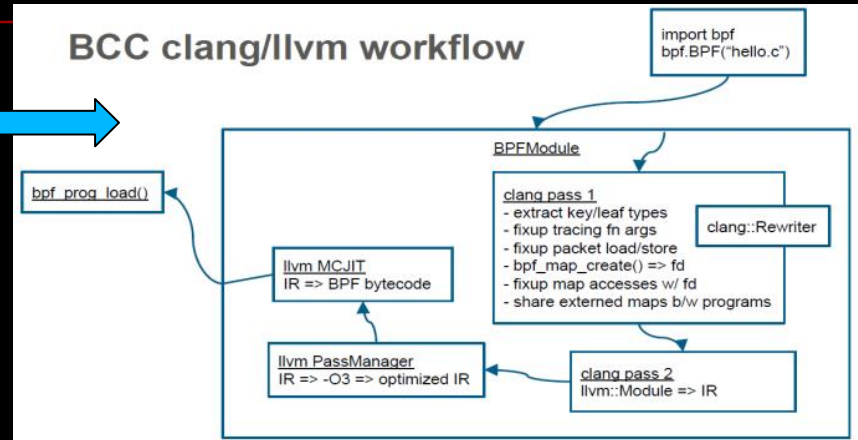 BCC clang/llvm workflow
import bpf
bpf.BPF("hello.c")
BPFModule
clang pass 1
- extract key/leaf types
- fixup tracing fn args
- fixup packet load/store
- bpf_map_create() => fd
- fixup map accesses w/ fd
- share externed maps b/w programs
clang::Rewriter
clang pass 2
llvm::Module => IR
llvm PassManager
IR => -O3 => optimized IR
llvm MCJIT
IR => BPF bytecode
bpf_prog_load()